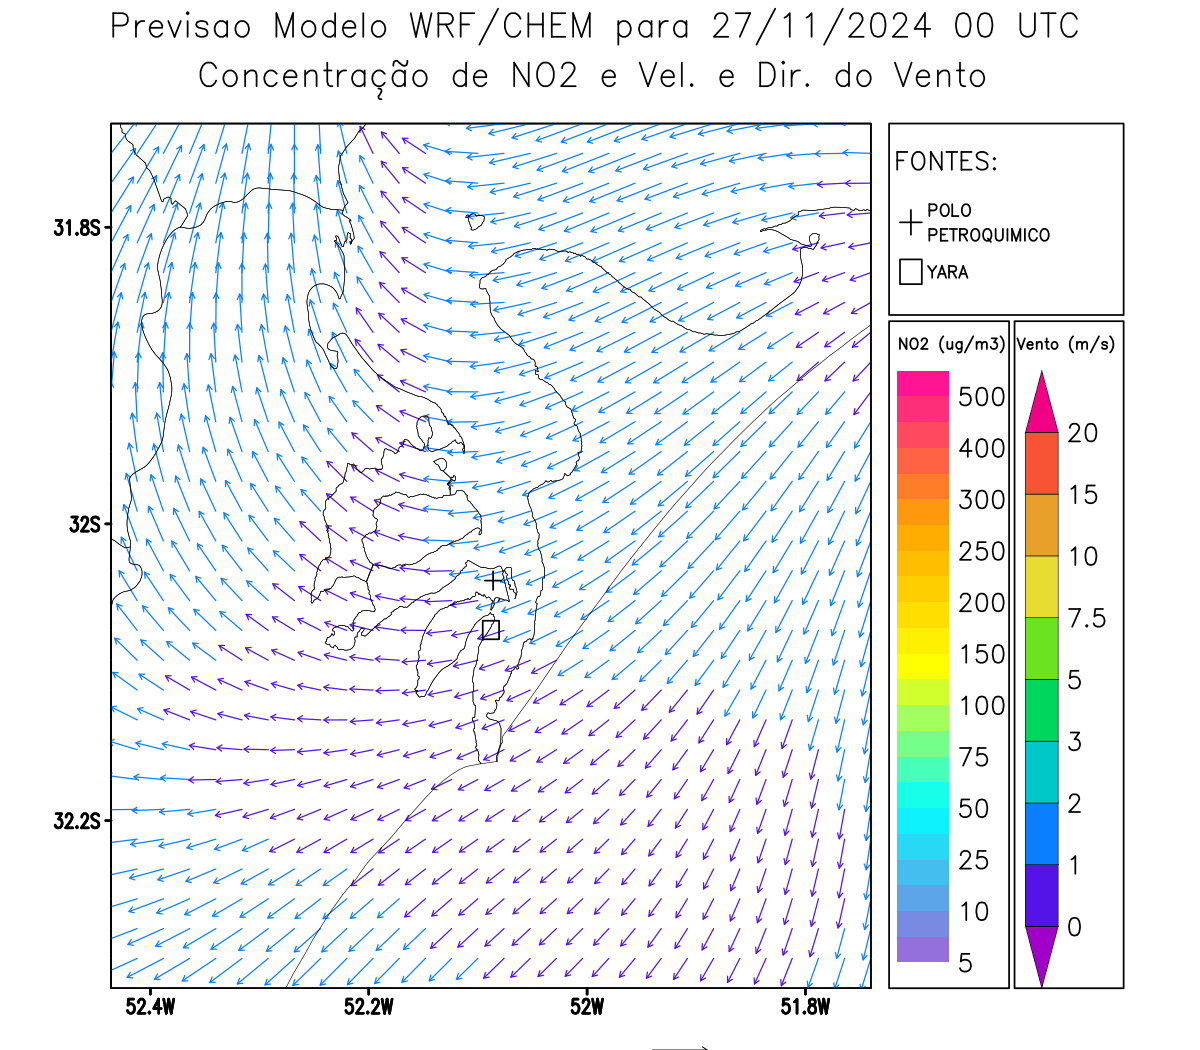 Previsao Modelo WRF/CHEM para 27/11/2024 00 UTC
Concentração de NO2 e Vel. e Dir. do Vento
FONTES:
POLO
PETROQUIMICO
YARA
NO2 (ug/m3)
500
400
300
250
200
150
100
75
50
25
10
5
Vento (m/s)
20
15
10
7.5
5
3
2
1
0
31.8S
32S
32.2S
52.4W
52.2W
52W
51.8W